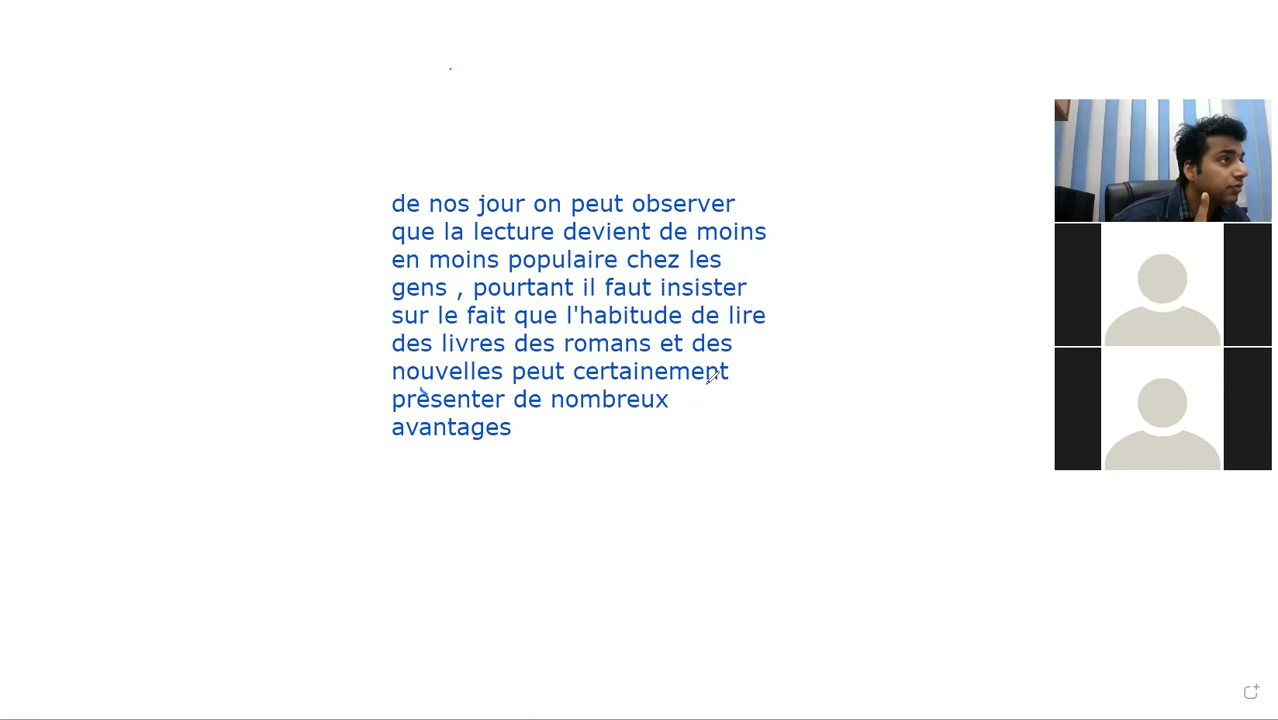 de nos jour on peut observer
que la lecture devient de moins
en moins populaire chez les
gens , pourtant il faut insister
sur le fait que l'habitude de lire
des livres des romans et des
nouvelles peut certainement
presenter de nombreux
avantages